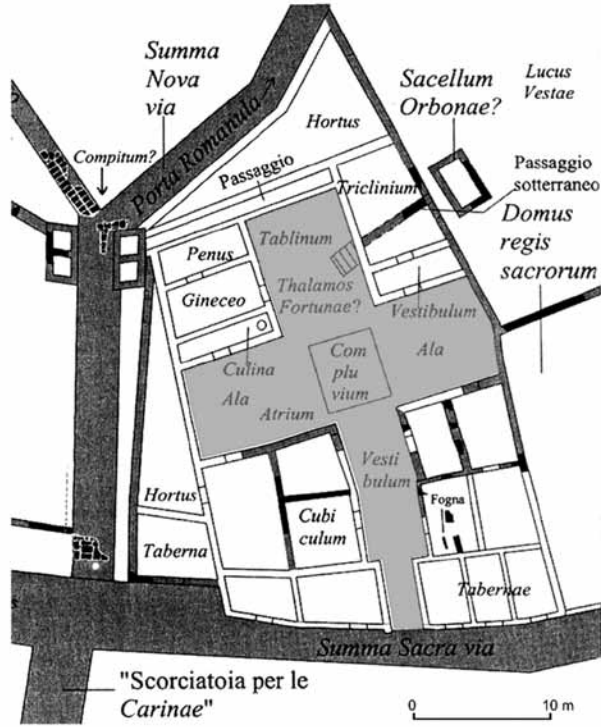 Summa
Nova
via
Sacellum
Orbonae?
Lucus
Vestae
Hortus
Compitum?
Porta Romanula
Passaggio
Triclinium
Passaggio
sotterraneo
Domus
regis
sacrorum
Penus
Tablinum
Gineceo
Thalamos
Fortunae?
Vestibulum
Culina
Ala
Com
plu
vium
Ala
Atrium
Vesti
bulum
Hortus
Cubi
culum
Fogna
Taberna
Tabernae
Summa Sacra via
"Scorciatoia per le
Carinae"
0 10 m